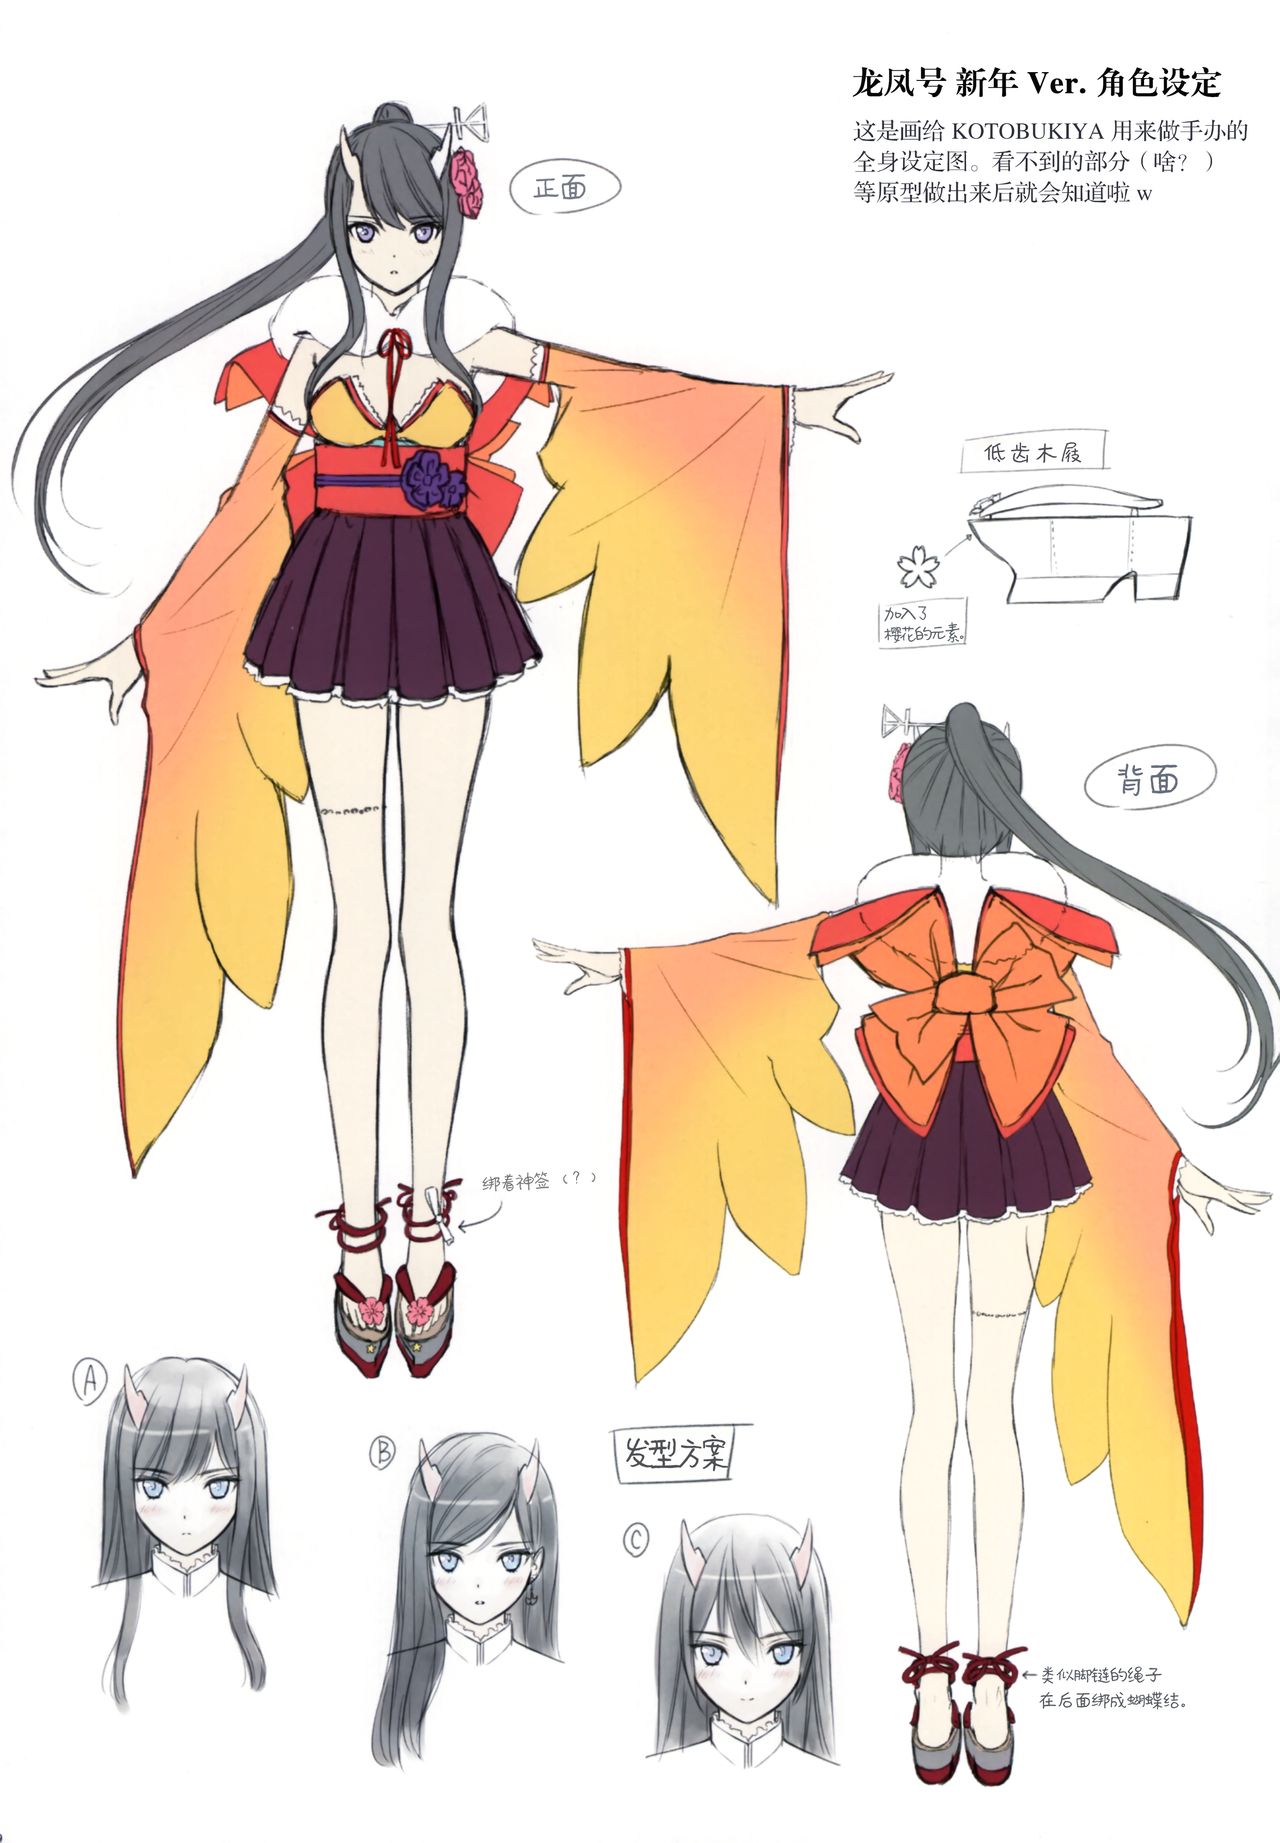 龙凤号 新年 Ver. 角色设定
这是画给 KOTOBUKIYA 用来做手办的
全身设定图。看不到的部分（啥？）
等原型做出来后就会知道啦 w
正面
低齿木屐
加入了
樱花的元素。
背面
绑着神签（？）
A
B
发型方案
C
类似脚链的绳子
在后面绑成蝴蝶结。